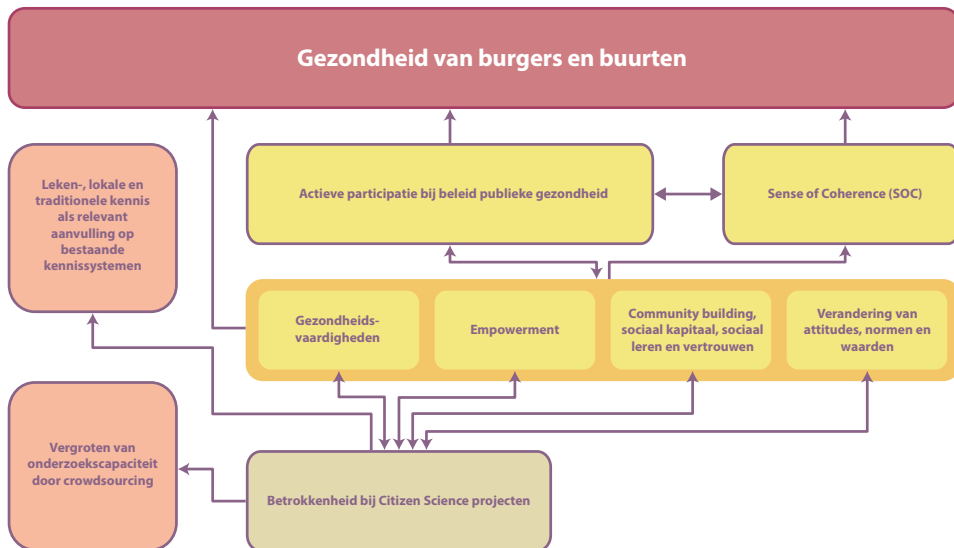 Gezondheid van burgers en buurten
Leken-, lokale en
traditionele kennis
als relevant
aanvulling op
bestaande
kennissystemen
Actieve participatie bij beleid publieke gezondheid
Sense of Coherence (SOC)
Gezondheids-
vaardigheden
Empowerment
Community building,
sociaal kapitaal, sociaal
leren en vertrouwen
Verandering van
attitudes, normen en
waarden
Vergroten van
onderzoekscapaciteit
door crowdsourcing
Betrokkenheid bij Citizen Science projecten